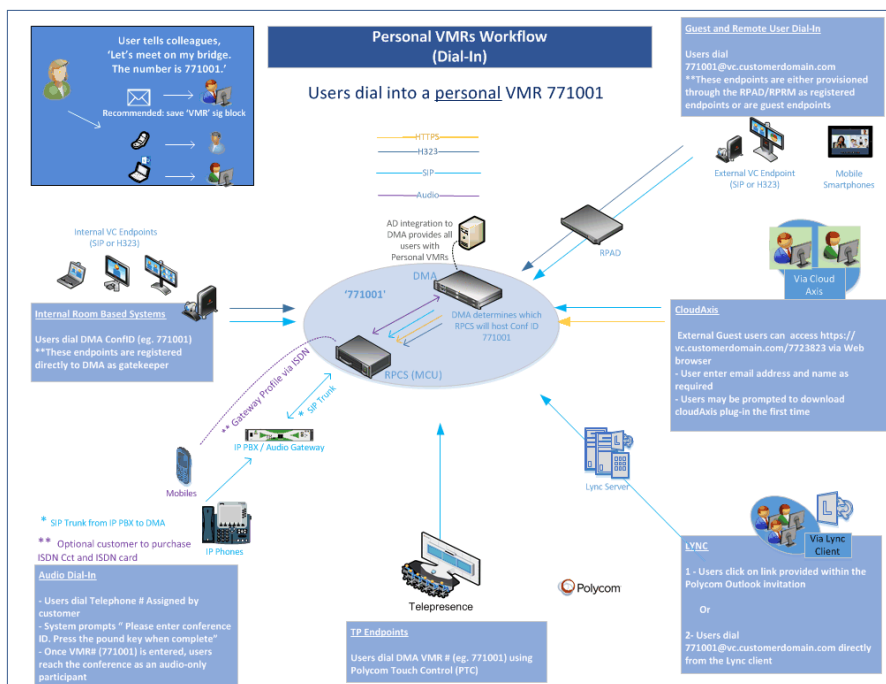 User tells colleagues,
'Let's meet on my bridge.
The number is 771001.'
Recommended: save 'VMR' sig block
Personal VMRs Workflow
(Dial-In)
Users dial into a personal VMR 771001
HTTPS
H323
SIP
Audio
Guest and Remote User Dial-In
Users dial
771001@vc.customerdomain.com
**These endpoints are either provisioned
through the RPAD/RPRM as registered
endpoints or are guest endpoints
External VC Endpoint
(SIP or H323)
Mobile
Smartphones
RPAD
AD integration to
DMA provides all
users with
Personal VMRs
Internal VC Endpoints
(SIP or H323)
Internal Room Based Systems
Users dial DMA ConfID (eg. 771001)
**These endpoints are registered
directly to DMA as gatekeeper
DMA
'771001'
DMA determines which
RPCS will host Conf ID
771001
RPCS (MCU)
Via Cloud
Axis
CloudAxis
External Guest users can access https://
vc.customerdomain.com/7723823 via Web
browser
- User enter email address and name as
required
- Users may be prompted to download
cloudAxis plug-in the first time
** Gateway Profile via ISDN
* SIP Trunk
IP PBX / Audio Gateway
Mobiles
IP Phones
* SIP Trunk from IP PBX to DMA
** Optional customer to purchase
ISDN Cct and ISDN card
Audio Dial-In
- Users dial Telephone # Assigned by
customer
- System prompts " Please enter conference
ID. Press the pound key when complete"
- Once VMR# (771001) is entered, users
reach the conference as an audio-only
participant
Telepresence
Polycom
TP Endpoints
Users dial DMA VMR # (eg. 771001) using
Polycom Touch Control (PTC)
Lync Server
Via Lync
Client
LYNC
1 - Users click on link provided within the
Polycom Outlook invitation
Or
2- Users dial
771001@vc.customerdomain.com directly
from the Lync client